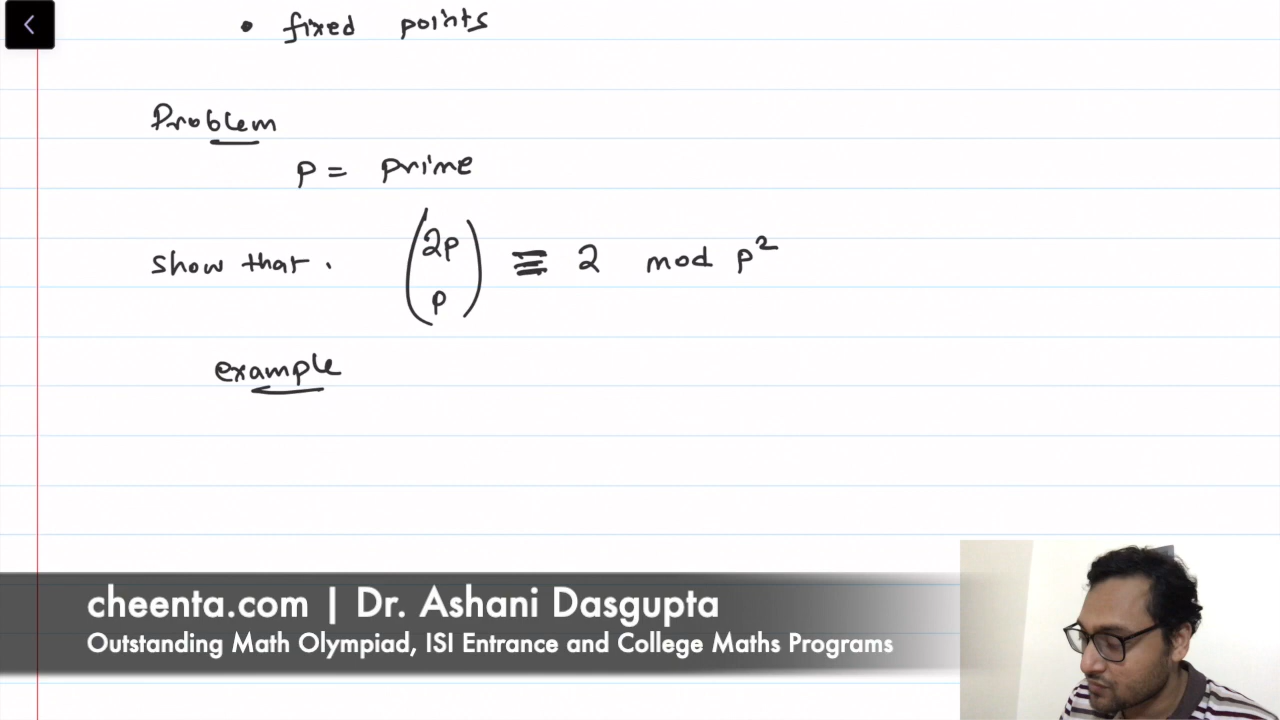 • fixed points
Problem
p = prime
show that. (2p p) ≡ 2 mod p²
example
cheenta.com | Dr. Ashani Dasgupta
Outstanding Math Olympiad, ISI Entrance and College Maths Programs